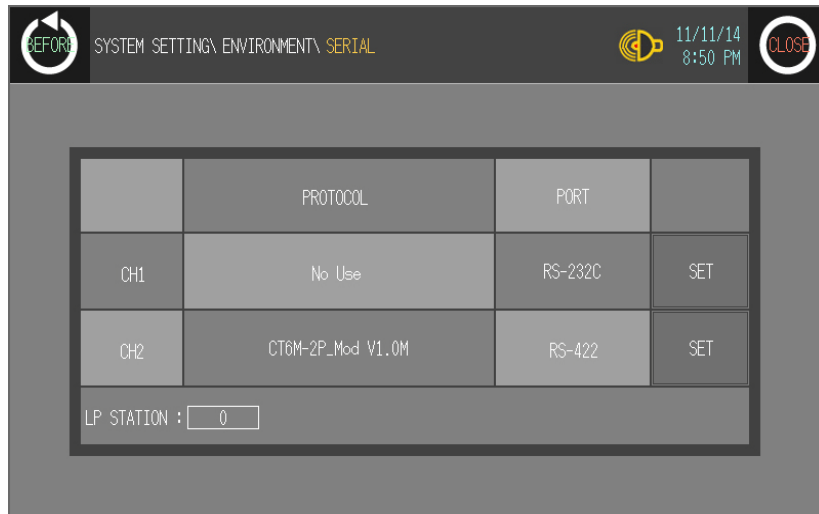 BEFORE
SYSTEM SETTING\ ENVIRONMENT\ SERIAL
11/11/14
8:50 PM
CLOSE
PROTOCOL PORT
CH1 No Use RS-232C SET
CH2 CT6M-2P_Mod V1.0M RS-422 SET
LP STATION : 0